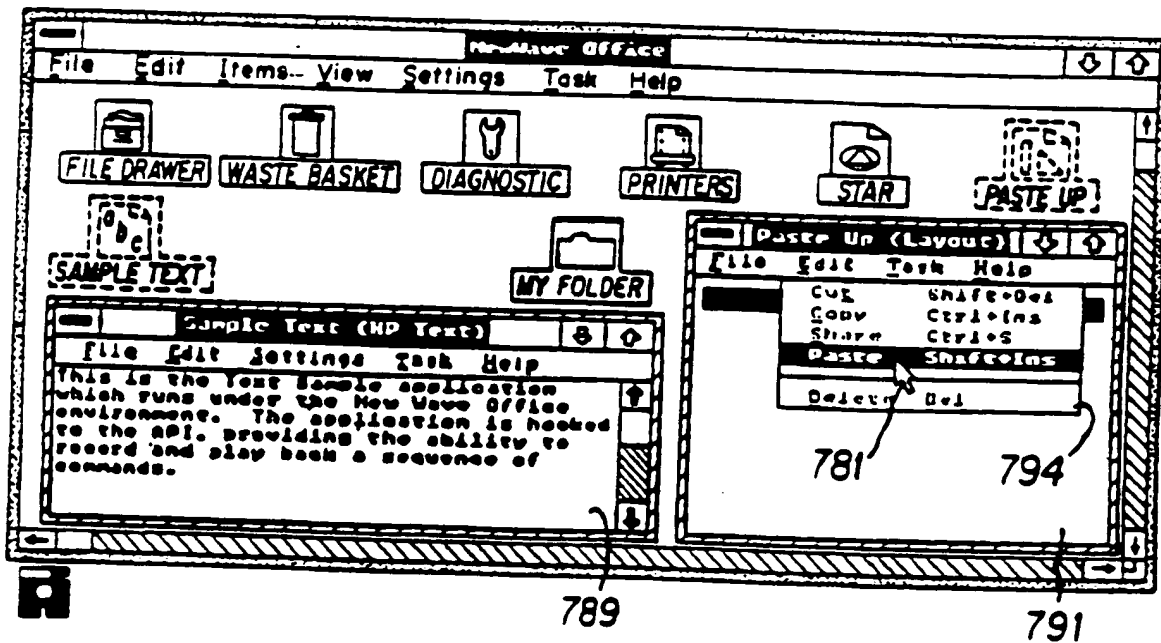 NewWave Office
File Edit Items View Settings Task Help
FILE DRAWER WASTE BASKET DIAGNOSTIC PRINTERS STAR PASTE UP
SAMPLE TEXT MY FOLDER
Paste Up (Layout)
File Edit Task Help
Cut Shift+Del
Copy Ctrl+Ins
Share Ctrl+S
Paste Shift+Ins
Delete Del
Sample Text (HP Text)
File Edit Settings Task Help
This is the Text Sample application
which runs under the New Wave Office
environment. The application is hooked
to the API, providing the ability to
record and play back a sequence of
commands.
abc
781 794
789 791